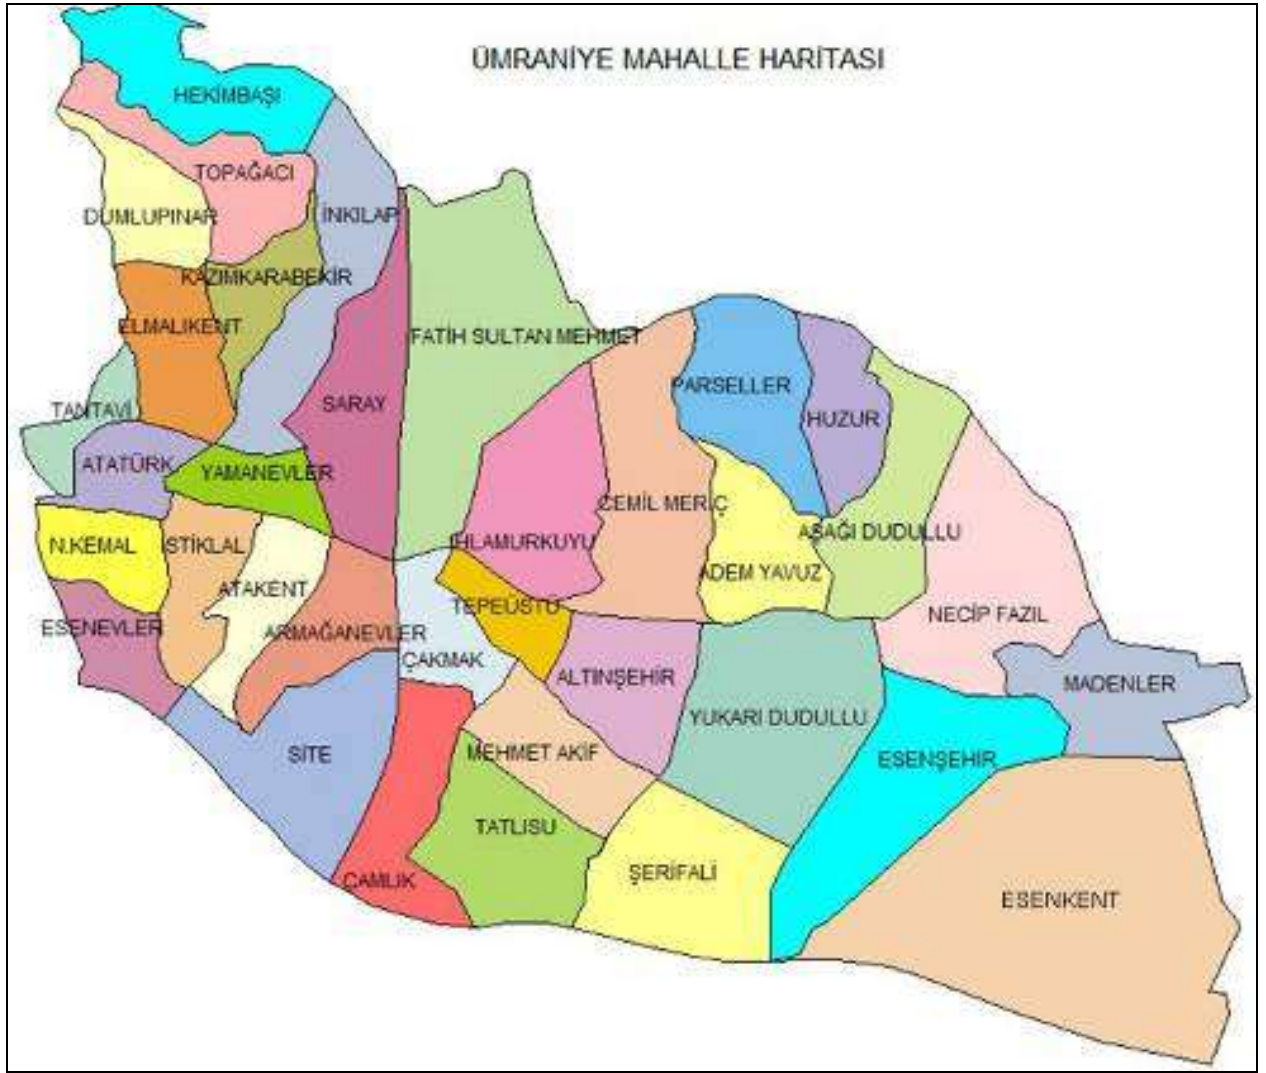 ÜMRANİYE MAHALLE HARİTASI
HEKİMBAŞI
TOPAĞACI
DUMLUPINAR
İNKILAP
KAZIMKARABEKİR
ELMALIKENT
FATİH SULTAN MEHMET
PARSELLER
TANTAVİ
SARAY
HUZUR
ATATÜRK
YAMANEVLER
CEMİL MERİÇ
AŞAĞI DUDULLU
N.KEMAL
İSTİKLAL
IHLAMURKUYU
ADEM YAVUZ
ATAKENT
TEPEÜSTÜ
NECİP FAZIL
ESENEVLER
ARMAĞANEVLER
ÇAKMAK
ALTINŞEHİR
MADENLER
YUKARI DUDULLU
SİTE
MEHMET AKİF
ESENŞEHİR
TATLISU
ÇAMLIK
ŞERİFALİ
ESENKENT